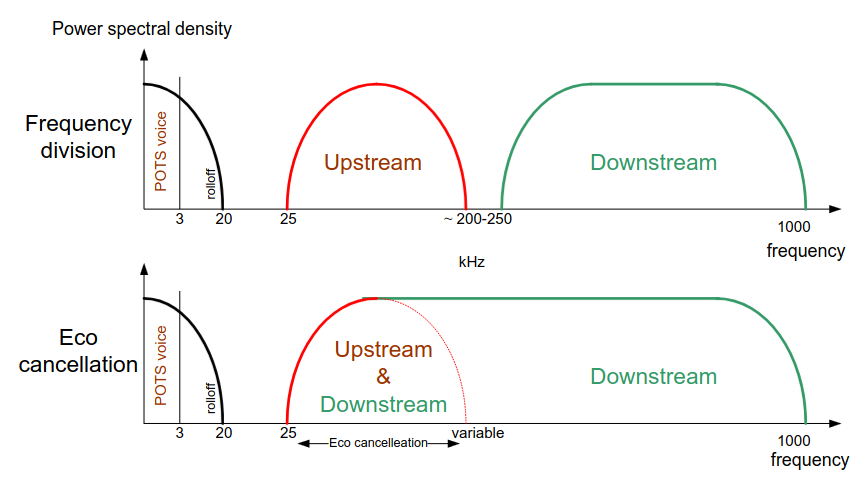 Power spectral density
Frequency
division
POTS voice
rolloff
Upstream
Downstream
3
20
25
~ 200-250
1000
frequency
kHz
Eco
cancellation
POTS voice
rolloff
Upstream
&
Downstream
Downstream
3
20
25
variable
1000
Eco cancelleation
frequency